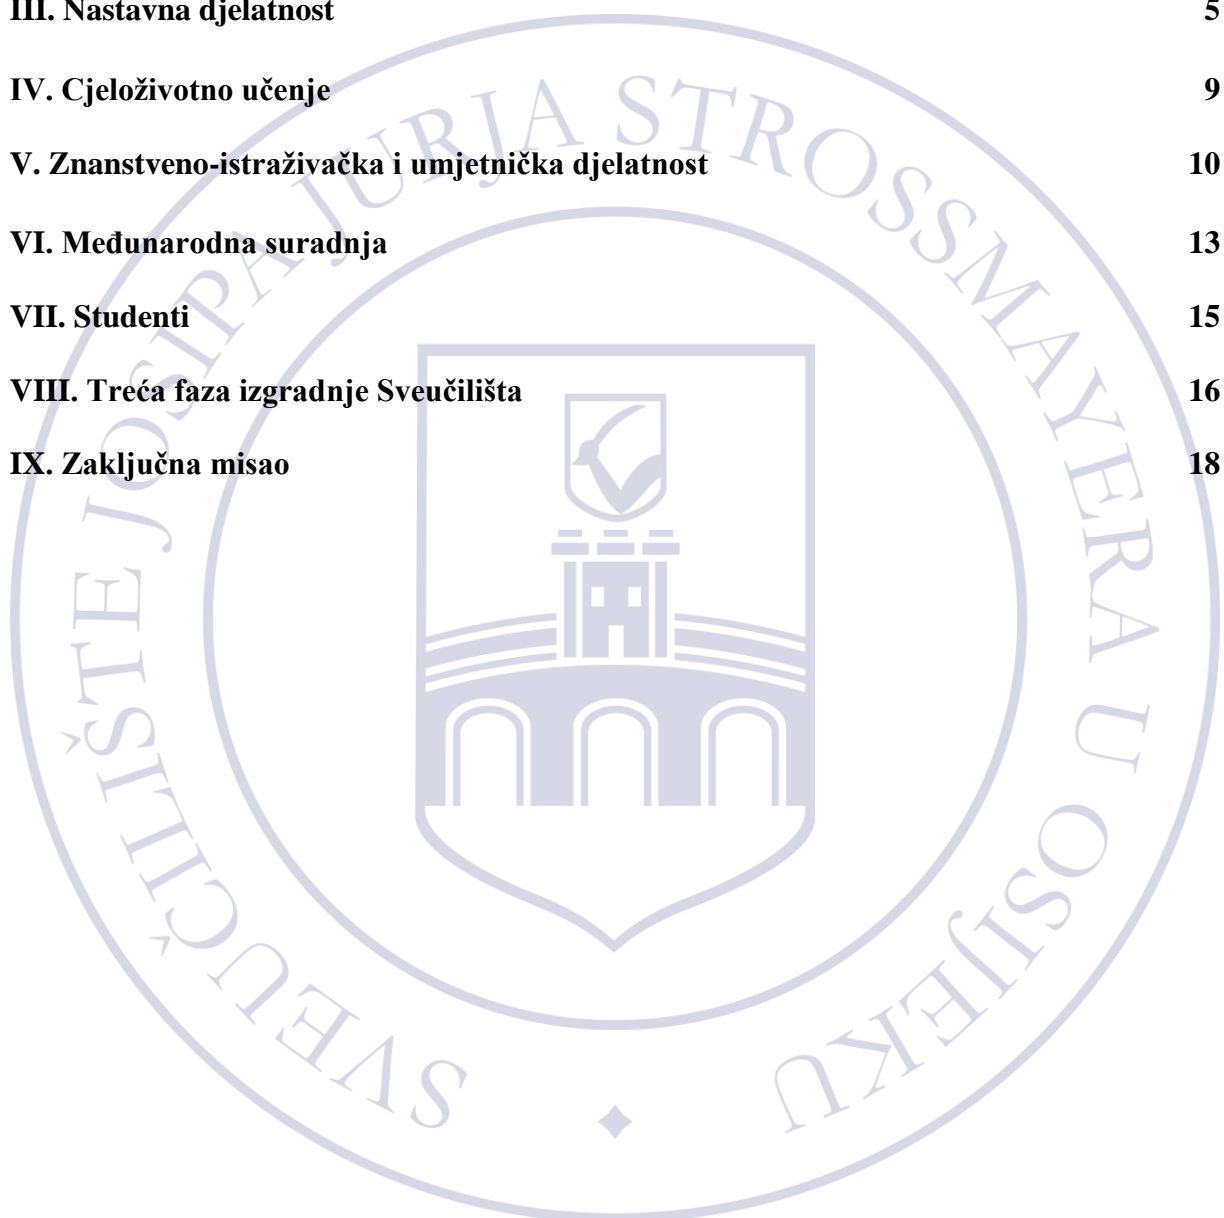 III. Nastavna djelatnost 5
IV. Cjeloživotno učenje 9
V. Znanstveno-istraživačka i umjetnička djelatnost 10
VI. Međunarodna suradnja 13
VII. Studenti 15
VIII. Treća faza izgradnje Sveučilišta 16
IX. Zaključna misao 18
SVEUČILIŠTE JOSIPA JURJA STROSSMAYERA U OSIJEKU